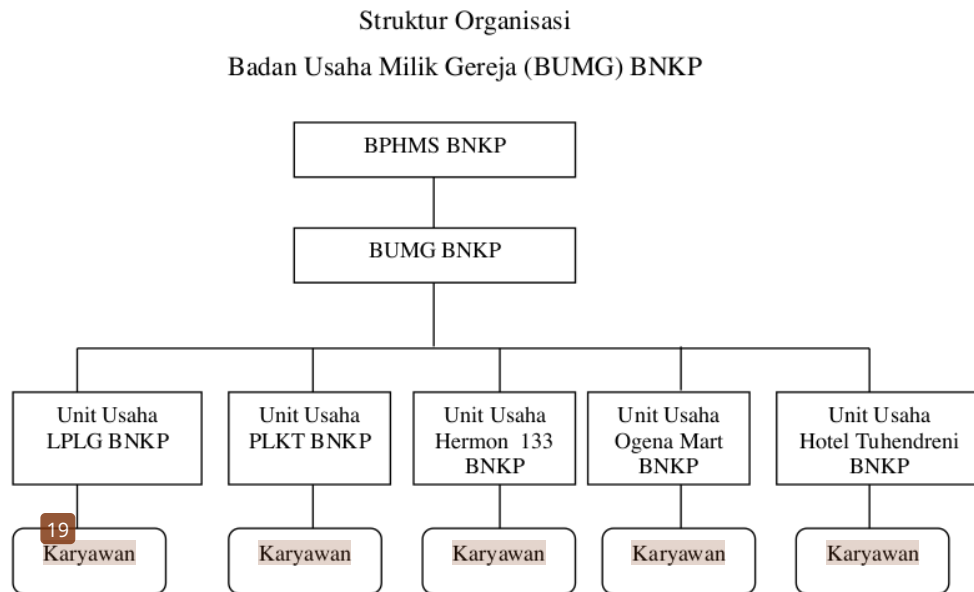 Struktur Organisasi
Badan Usaha Milik Gereja (BUMG) BNKP
BPHMS BNKP
BUMG BNKP
Unit Usaha
LPLG BNKP
Unit Usaha
PLKT BNKP
Unit Usaha
Hermon 133
BNKP
Unit Usaha
Ogena Mart
BNKP
Unit Usaha
Hotel Tuhendreni
BNKP
19
Karyawan
Karyawan
Karyawan
Karyawan
Karyawan